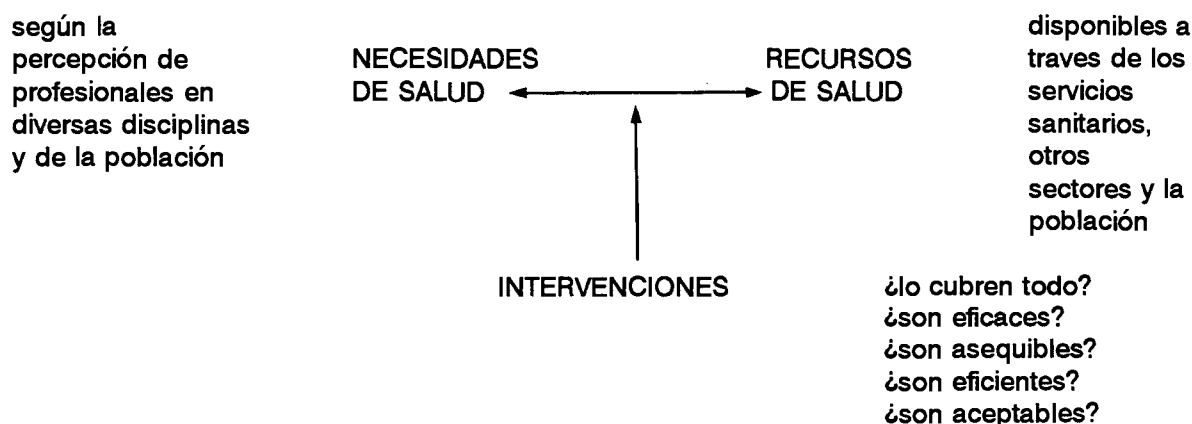 según la
percepción de
profesionales en
diversas disciplinas
y de la población
NECESIDADES
DE SALUD
RECURSOS
DE SALUD
disponibles a
traves de los
servicios
sanitarios,
otros
sectores y la
población
INTERVENCIONES
¿lo cubren todo?
¿son eficaces?
¿son asequibles?
¿son eficientes?
¿son aceptables?